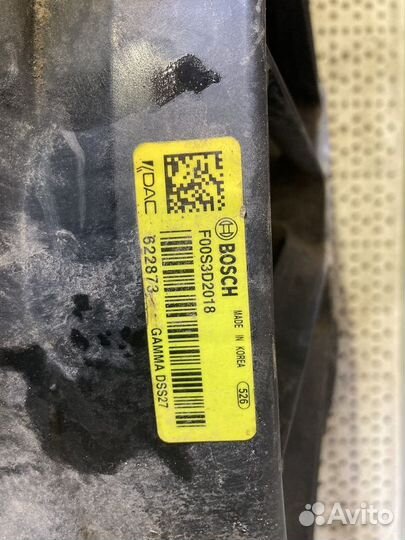 BOSCH
F00S3D2018
MADE IN KOREA
526
DAC
622873
GAMMA DSS27
Avito